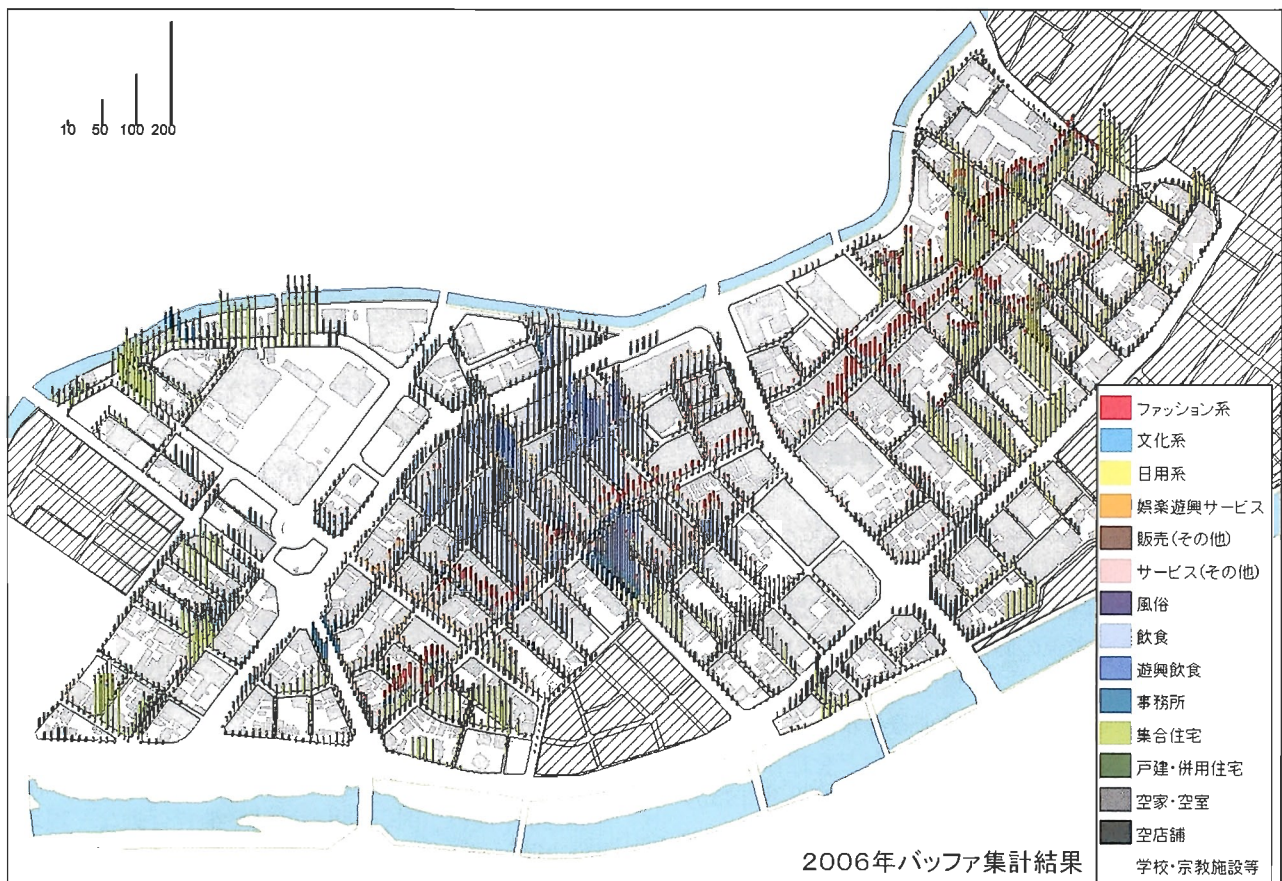 10 50 100 200
ファッション系
文化系
日用系
娯楽遊興サービス
販売(その他)
サービス(その他)
風俗
飲食
遊興飲食
事務所
集合住宅
戸建・併用住宅
空家・空室
空店舗
学校・宗教施設等
2006年バッファ集計結果